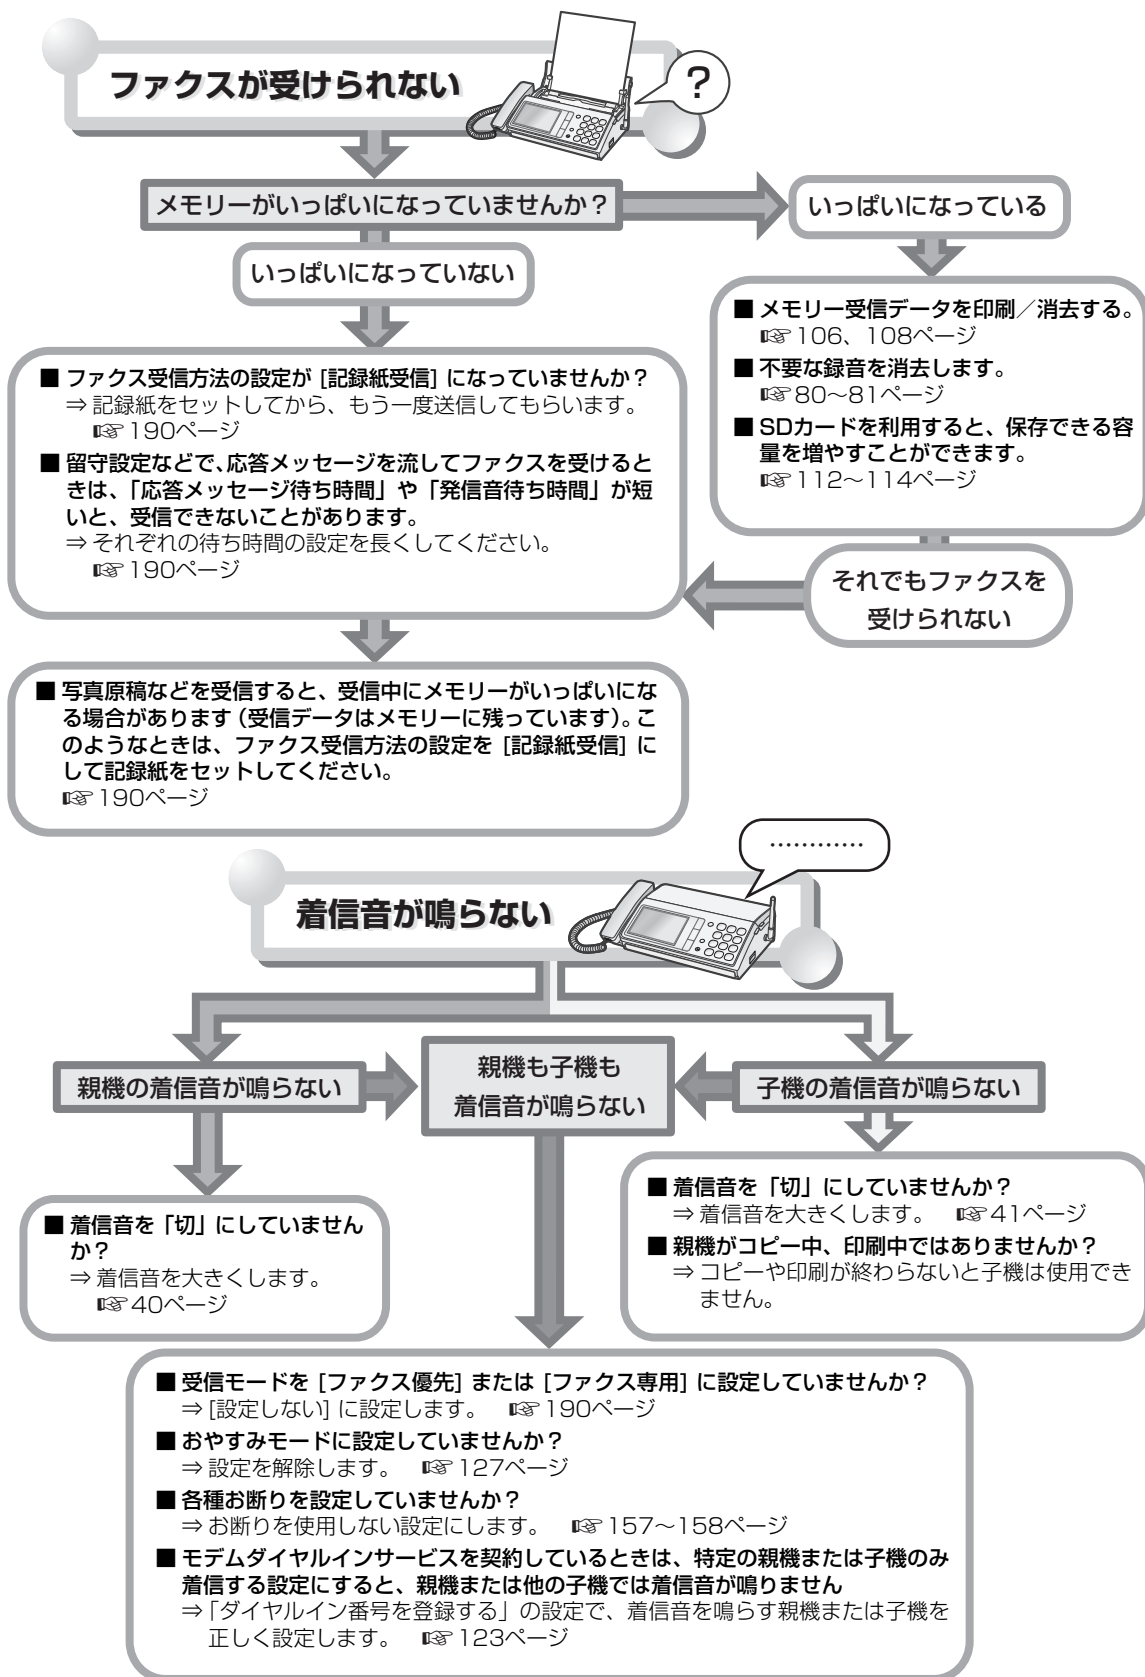 ファクスが受けられない
?
メモリーがいっぱいになっていませんか？
いっぱいになっている
いっぱいになっていない
■ メモリー受信データを印刷／消去する。
☞106、108ページ
■ 不要な録音を消去します。
☞80～81ページ
■ SDカードを利用すると、保存できる容
量を増やすことができます。
☞112～114ページ
■ ファクス受信方法の設定が [記録紙受信] になっていませんか？
⇒ 記録紙をセットしてから、もう一度送信してもらいます。
☞190ページ
■ 留守設定などで、応答メッセージを流してファクスを受けると
きは、「応答メッセージ待ち時間」や「発信音待ち時間」が短
いと、受信できないことがあります。
⇒ それぞれの待ち時間の設定を長くしてください。
☞190ページ
それでもファクスを
受けられない
■ 写真原稿などを受信すると、受信中にメモリーがいっぱいにな
る場合があります（受信データはメモリーに残っています）。こ
のようなときは、ファクス受信方法の設定を [記録紙受信] に
して記録紙をセットしてください。
☞190ページ
…………
着信音が鳴らない
親機の着信音が鳴らない
親機も子機も
着信音が鳴らない
子機の着信音が鳴らない
■ 着信音を「切」にしていません
か？
⇒ 着信音を大きくします。
☞40ページ
■ 着信音を「切」にしていませんか？
⇒ 着信音を大きくします。 ☞41ページ
■ 親機がコピー中、印刷中ではありませんか？
⇒ コピーや印刷が終わらないと子機は使用でき
ません。
■ 受信モードを [ファクス優先] または [ファクス専用] に設定していませんか？
⇒ [設定しない] に設定します。 ☞190ページ
■ おやすみモードに設定していませんか？
⇒ 設定を解除します。 ☞127ページ
■ 各種お断りを設定していませんか？
⇒ お断りを使用しない設定にします。 ☞157～158ページ
■ モデムダイヤルインサービスを契約しているときは、特定の親機または子機のみ
着信する設定にすると、親機または他の子機では着信音が鳴りません
⇒「ダイヤルイン番号を登録する」の設定で、着信音を鳴らす親機または子機を
正しく設定します。 ☞123ページ